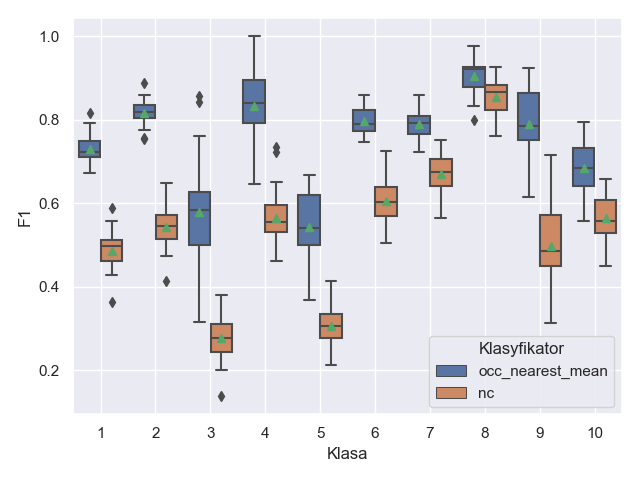 1.0
0.8
0.6
0.4
0.2
F1
1 2 3 4 5 6 7 8 9 10
Klasa
Klasyfikator
occ_nearest_mean
nc